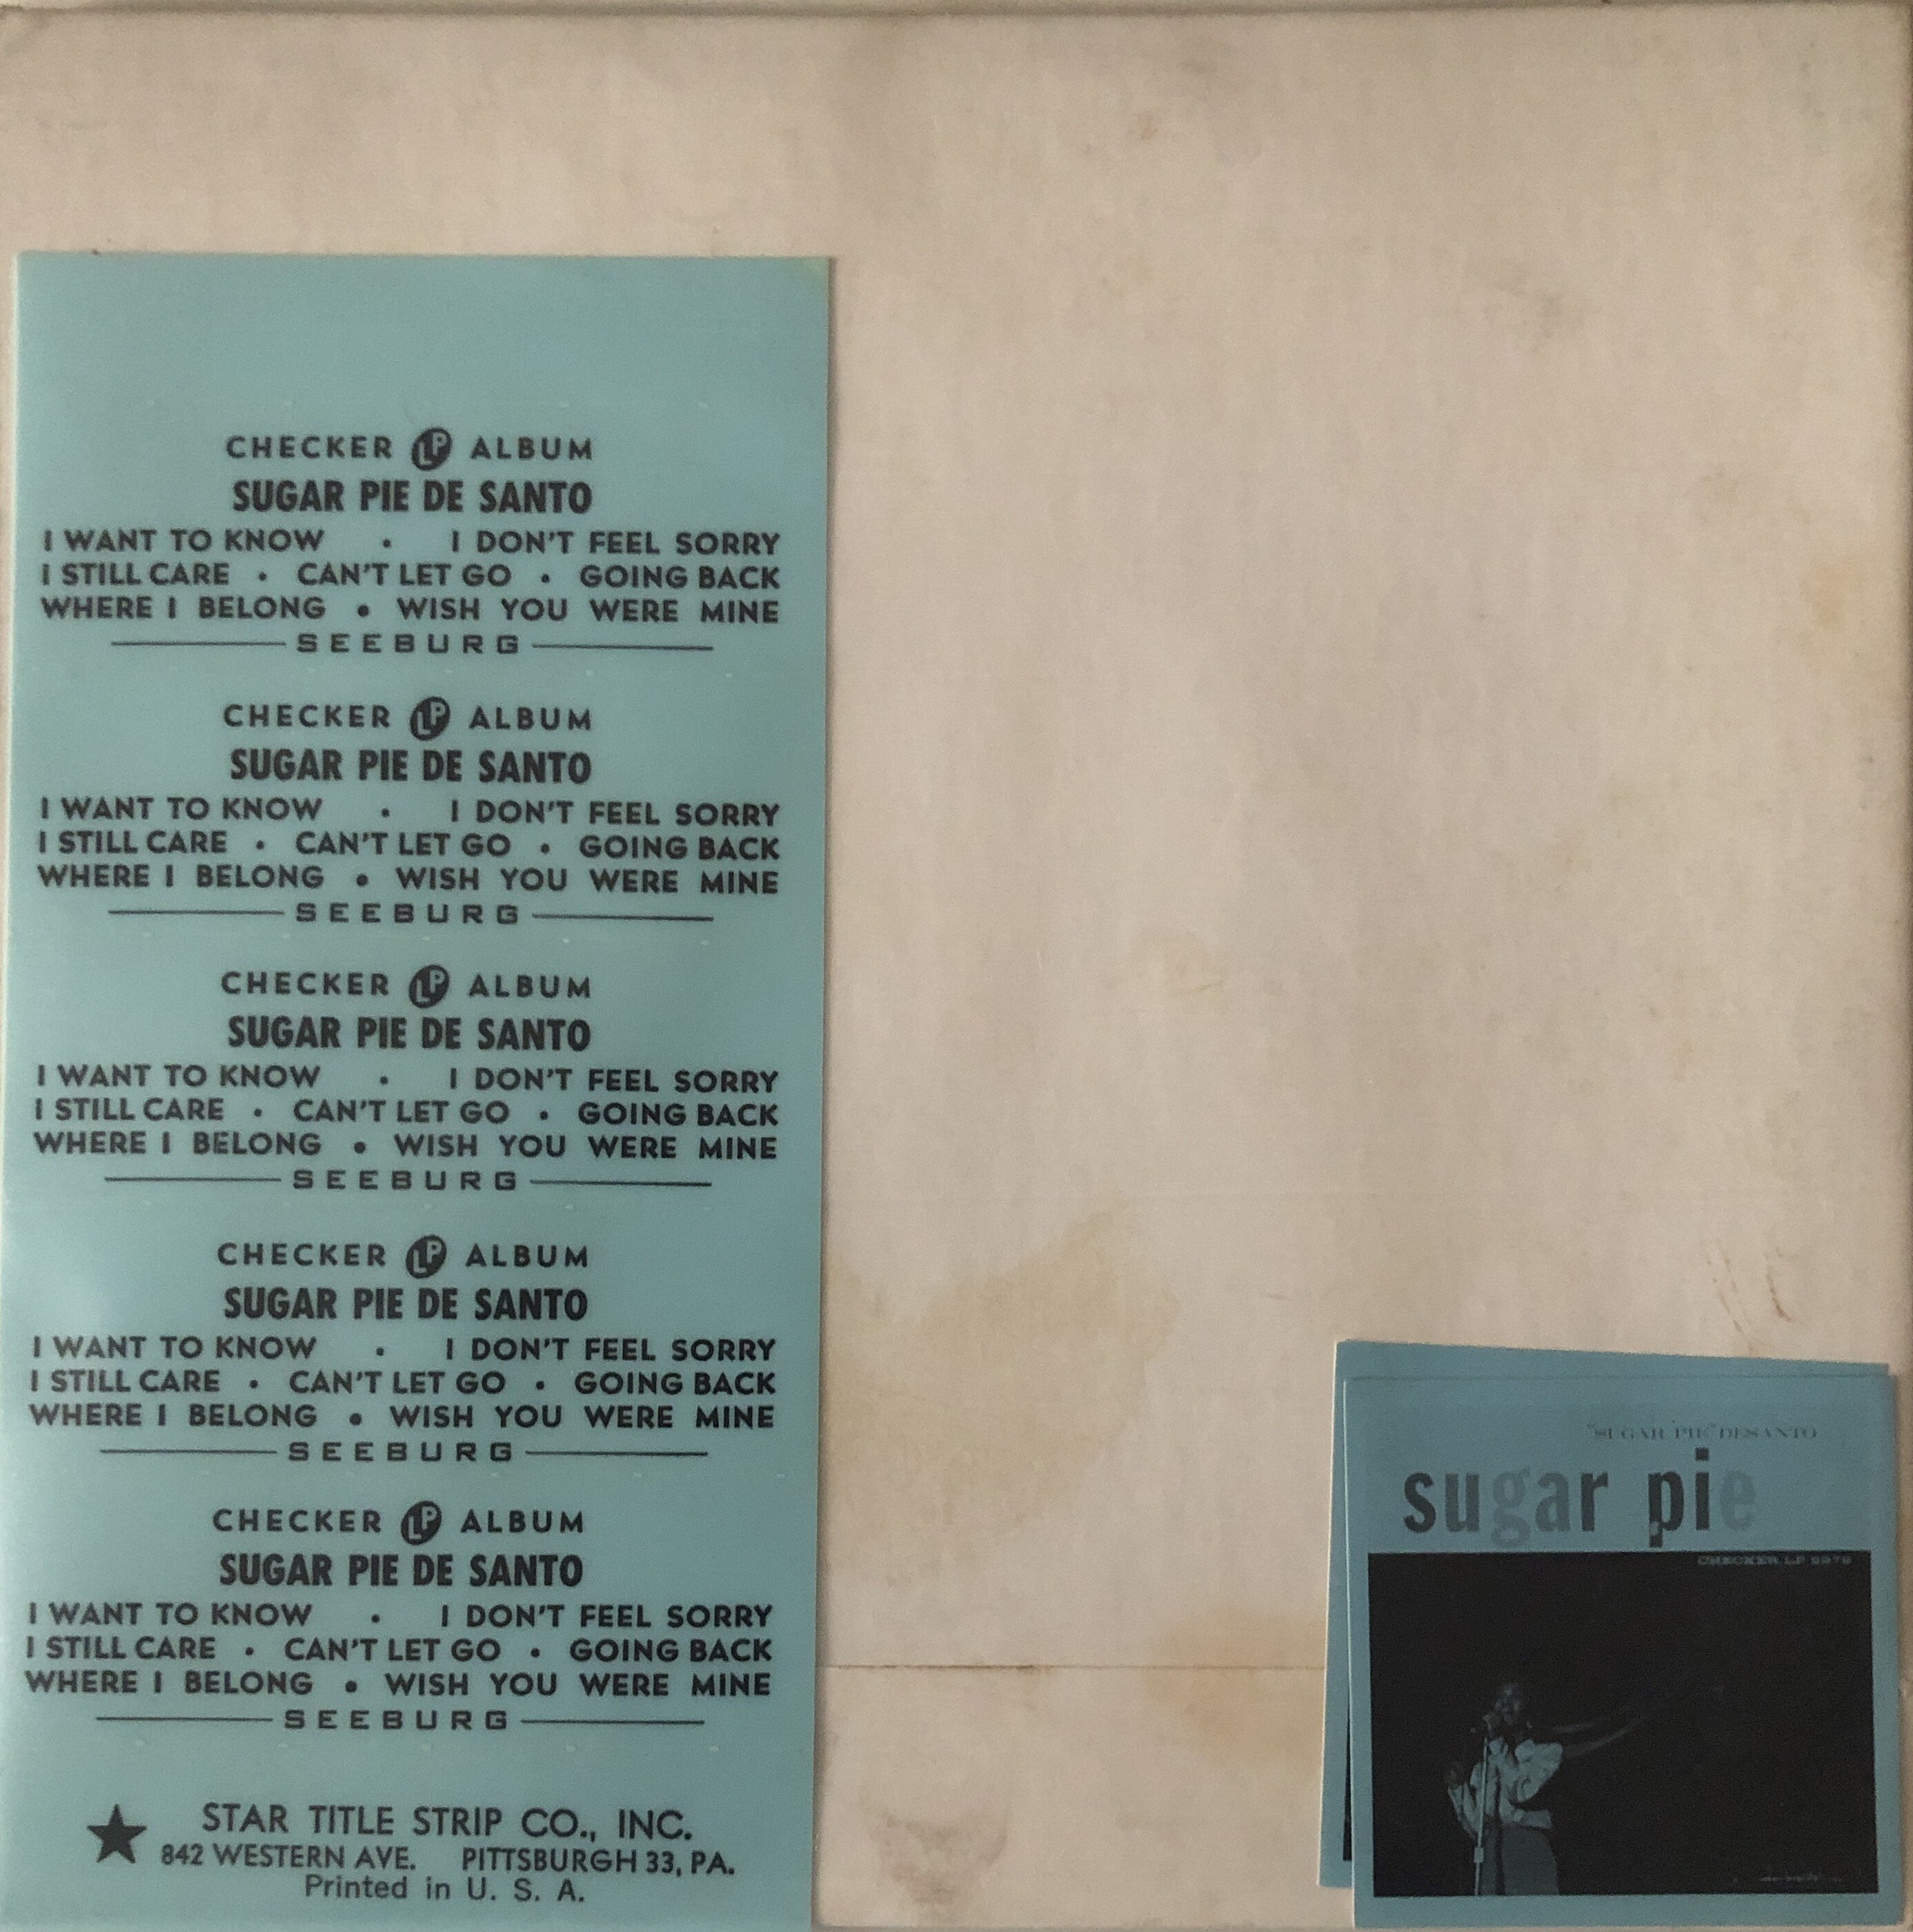 CHECKER LP ALBUM
SUGAR PIE DE SANTO
I WANT TO KNOW • I DON'T FEEL SORRY
I STILL CARE • CAN'T LET GO • GOING BACK
WHERE I BELONG • WISH YOU WERE MINE
SEEBURG
CHECKER LP ALBUM
SUGAR PIE DE SANTO
I WANT TO KNOW • I DON'T FEEL SORRY
I STILL CARE • CAN'T LET GO • GOING BACK
WHERE I BELONG • WISH YOU WERE MINE
SEEBURG
CHECKER LP ALBUM
SUGAR PIE DE SANTO
I WANT TO KNOW • I DON'T FEEL SORRY
I STILL CARE • CAN'T LET GO • GOING BACK
WHERE I BELONG • WISH YOU WERE MINE
SEEBURG
CHECKER LP ALBUM
SUGAR PIE DE SANTO
I WANT TO KNOW • I DON'T FEEL SORRY
I STILL CARE • CAN'T LET GO • GOING BACK
WHERE I BELONG • WISH YOU WERE MINE
SEEBURG
CHECKER LP ALBUM
SUGAR PIE DE SANTO
I WANT TO KNOW • I DON'T FEEL SORRY
I STILL CARE • CAN'T LET GO • GOING BACK
WHERE I BELONG • WISH YOU WERE MINE
SEEBURG
STAR TITLE STRIP CO., INC.
842 WESTERN AVE. PITTSBURGH 33, PA.
Printed in U. S. A.
"SUGAR PIE" DESANTO
sugar pie
CHECKER LP